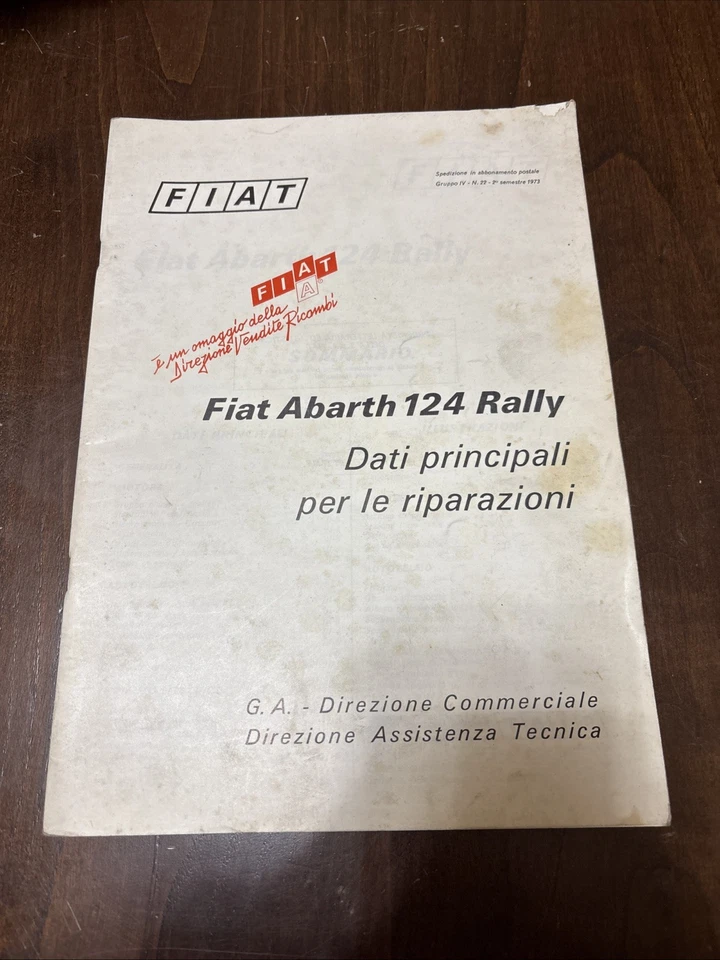 FIAT
Spedizione in abbonamento postale
Gruppo IV - N. 22 - 2º semestre 1973
FIAT
A
è un omaggio della
Direzione Vendite Ricambi
Fiat Abarth 124 Rally
Dati principali
per le riparazioni
G. A. - Direzione Commerciale
Direzione Assistenza Tecnica